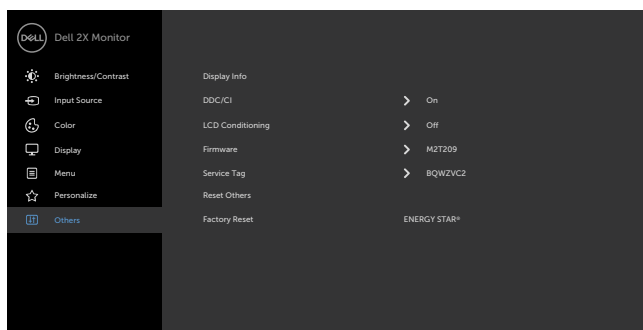 DELL
Dell 2X Monitor
Brightness/Contrast
Input Source
Color
Display
Menu
Personalize
Others
Display Info
DDC/CI On
LCD Conditioning Off
Firmware M2T209
Service Tag BQWZVC2
Reset Others
Factory Reset ENERGY STAR®